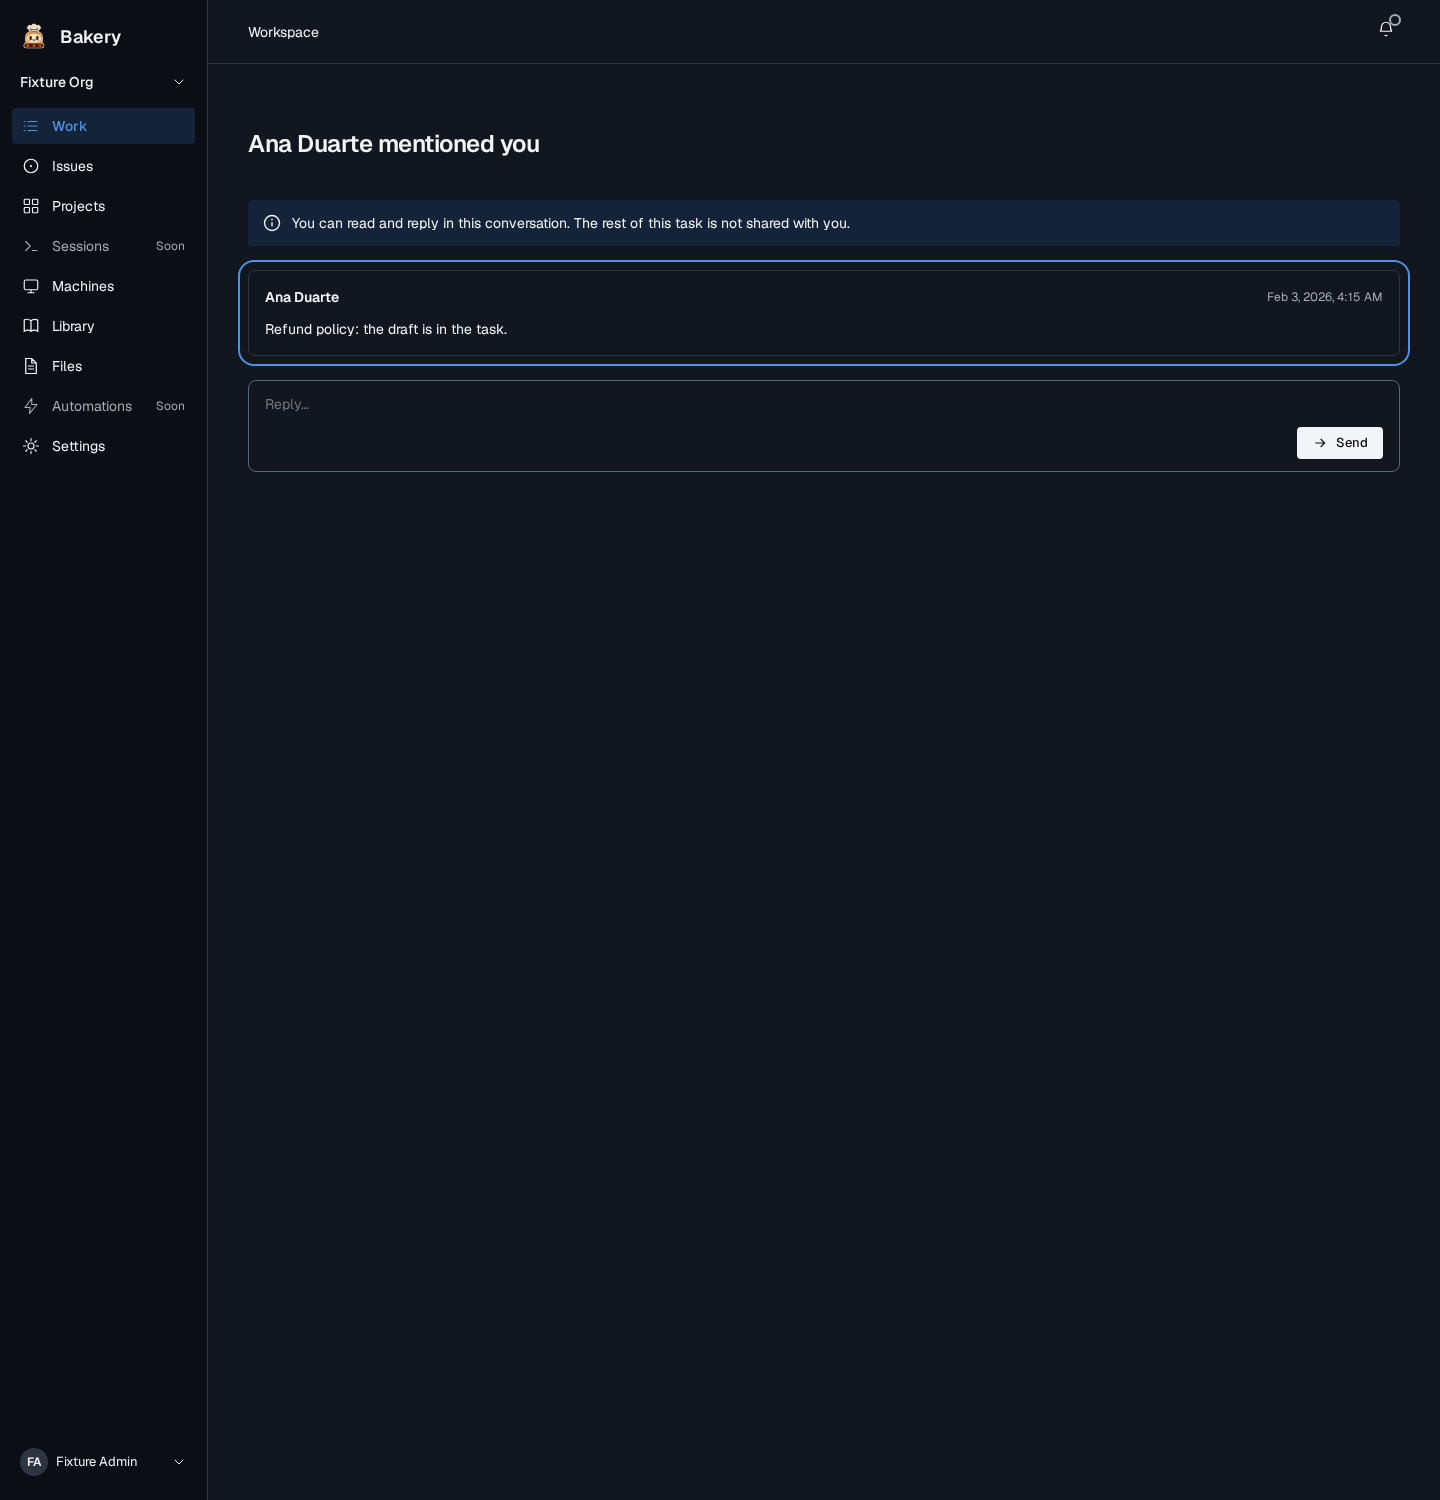 Bakery
Fixture Org
Work
Issues
Projects
Sessions Soon
Machines
Library
Files
Automations Soon
Settings
FA Fixture Admin
Workspace
Ana Duarte mentioned you
You can read and reply in this conversation. The rest of this task is not shared with you.
Ana Duarte Feb 3, 2026, 4:15 AM
Refund policy: the draft is in the task.
Reply...
Send